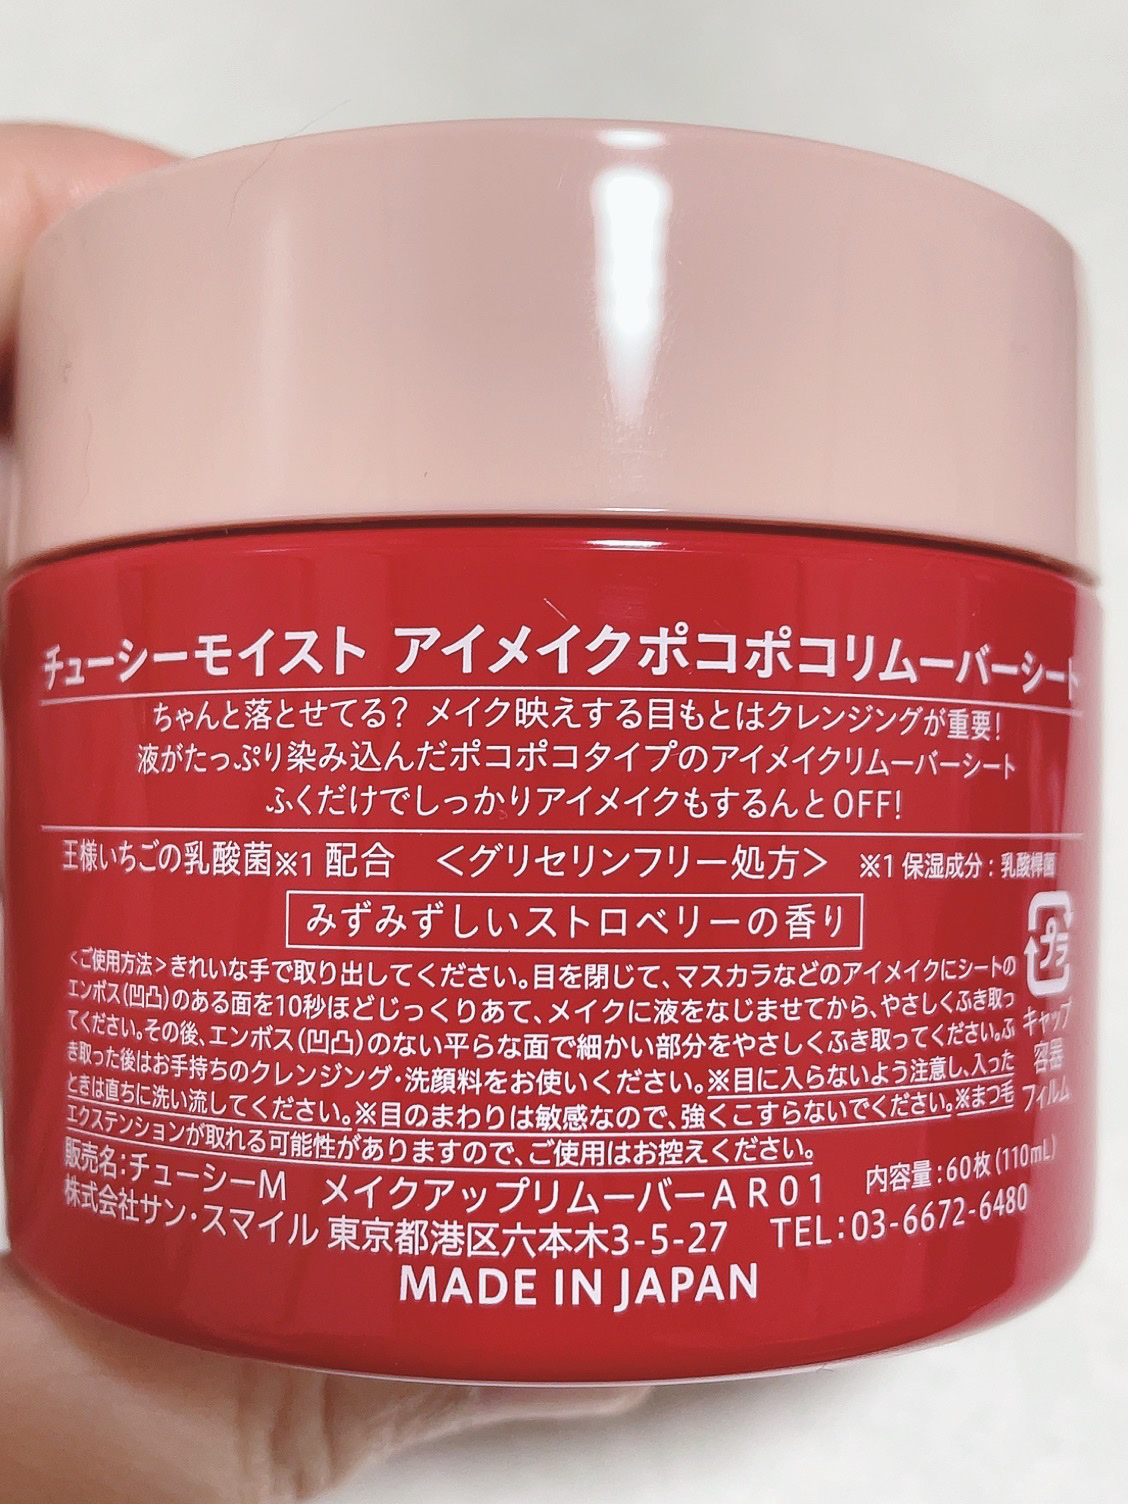 チューシーモイスト アイメイクポコポコリムーバーシート
ちゃんと落とせてる? メイク映えする目もとはクレンジングが重要!
液がたっぷり染み込んだポコポコタイプのアイメイクリムーバーシート
ふくだけでしっかりアイメイクもするんとOFF!
王様いちごの乳酸菌※1 配合 <グリセリンフリー処方> ※1 保湿成分：乳酸桿菌
みずみずしいストロベリーの香り
<ご使用方法>きれいな手で取り出してください。目を閉じて、マスカラなどのアイメイクにシートの
エンボス(凹凸)のある面を10秒ほどじっくりあて、メイクに液をなじませてから、やさしくふき取っ
てください。その後、エンボス(凹凸)のない平らな面で細かい部分をやさしくふき取ってください。ふ
き取った後はお手持ちのクレンジング・洗顔料をお使いください。※目に入らないよう注意し、入った
ときは直ちに洗い流してください。※目のまわりは敏感なので、強くこすらないでください。※まつ毛
エクステンションが取れる可能性がありますので、ご使用はお控えください。
プラ
キャップ
容器
フィルム
販売名：チューシーM メイクアップリムーバーAR01 内容量：60枚(110mL)
株式会社サン・スマイル 東京都港区六本木3-5-27 TEL：03-6672-6480
MADE IN JAPAN